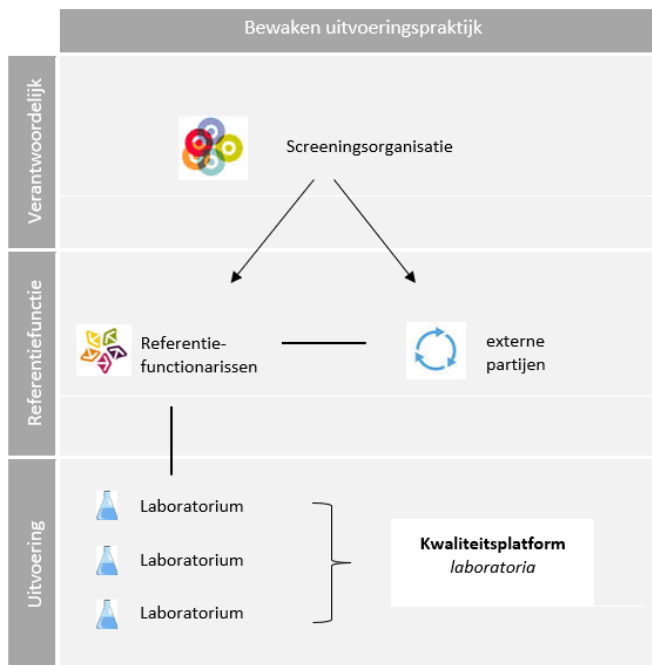 Bewaken uitvoeringspraktijk
Verantwoordelijk
Screeningsorganisatie
Referentiefunctie
Referentie-
functionarissen
externe
partijen
Uitvoering
Laboratorium
Laboratorium
Laboratorium
Kwaliteitsplatform
laboratoria